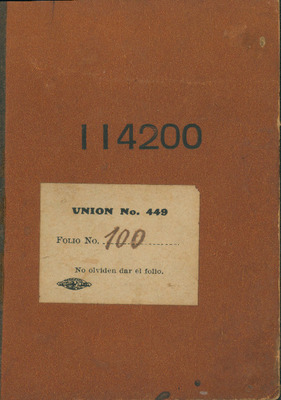 114200
UNION No. 449
FOLIO No. 100
No olviden dar el folio.